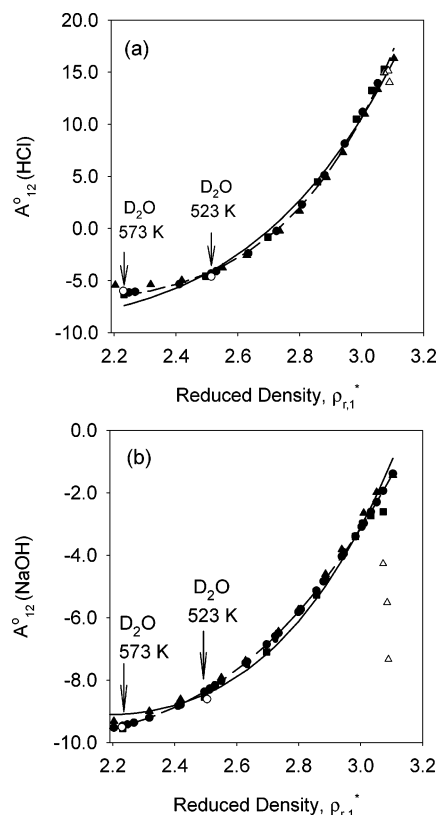 (a)
20.0
15.0
10.0
5.0
0.0
-5.0
-10.0
A°12 (HCl)
D2O
573 K
D2O
523 K
2.2 2.4 2.6 2.8 3.0 3.2
Reduced Density, ρr,1*
(b)
0.0
-2.0
-4.0
-6.0
-8.0
-10.0
A°12 (NaOH)
D2O
573 K
D2O
523 K
2.2 2.4 2.6 2.8 3.0 3.2
Reduced Density, ρr,1*